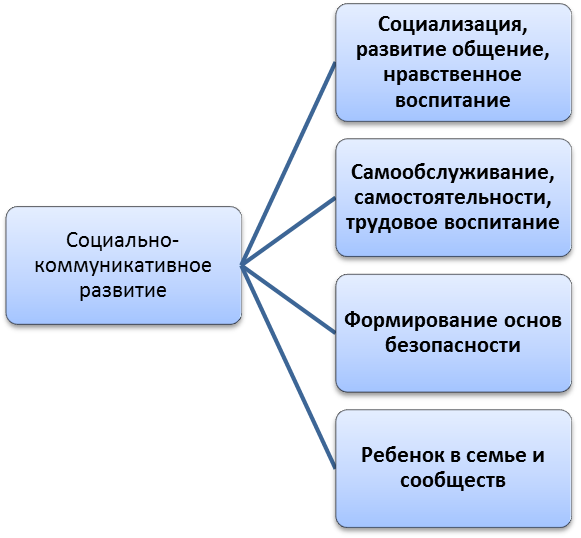 Социально-
коммуникативное
развитие
Социализация,
развитие общение,
нравственное
воспитание
Самообслуживание,
самостоятельности,
трудовое воспитание
Формирование основ
безопасности
Ребенок в семье и
сообществ